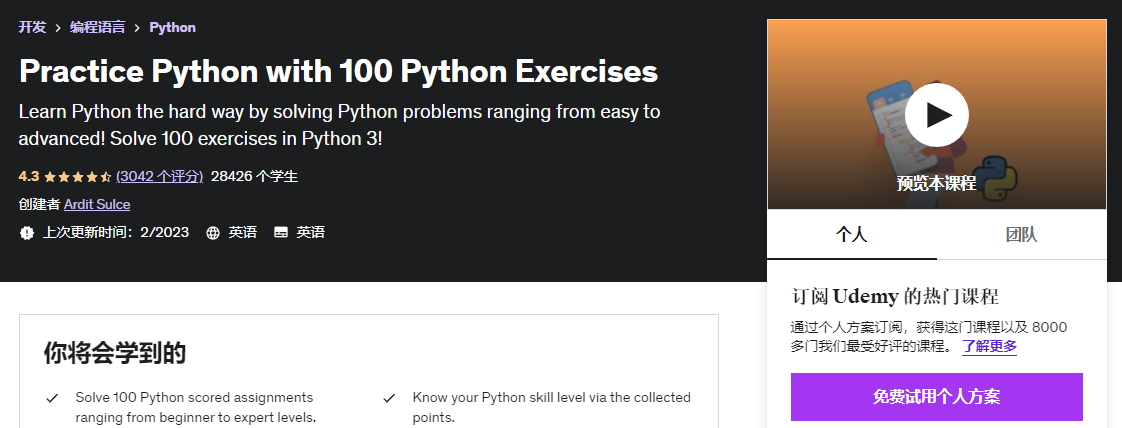 开发 › 编程语言 › Python
Practice Python with 100 Python Exercises
Learn Python the hard way by solving Python problems ranging from easy to
advanced! Solve 100 exercises in Python 3!
4.3 (3042 个评分) 28426 个学生
创建者 Ardit Sulce
上次更新时间：2/2023 英语 英语
预览本课程
个人 团队
订阅 Udemy 的热门课程
通过个人方案订阅，获得这门课程以及 8000
多门我们最受好评的课程。 了解更多
免费试用个人方案
你将会学到的
Solve 100 Python scored assignments
ranging from beginner to expert levels.
Know your Python skill level via the collected
points.